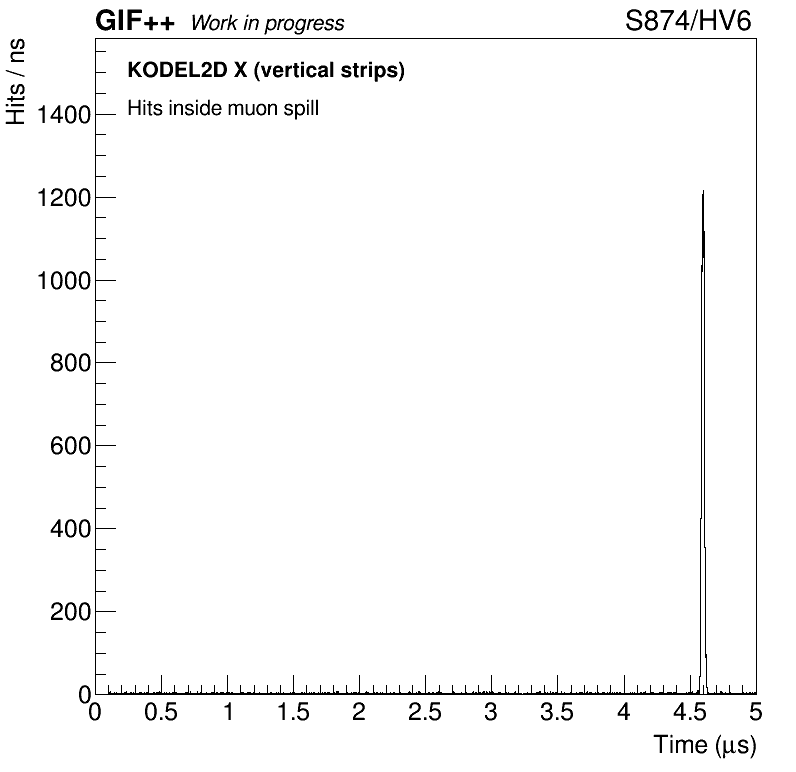 GIF++ Work in progress S874/HV6
Hits / ns
KODEL2D X (vertical strips)
Hits inside muon spill
1400
1200
1000
800
600
400
200
0
0 0.5 1 1.5 2 2.5 3 3.5 4 4.5 5
Time (μs)